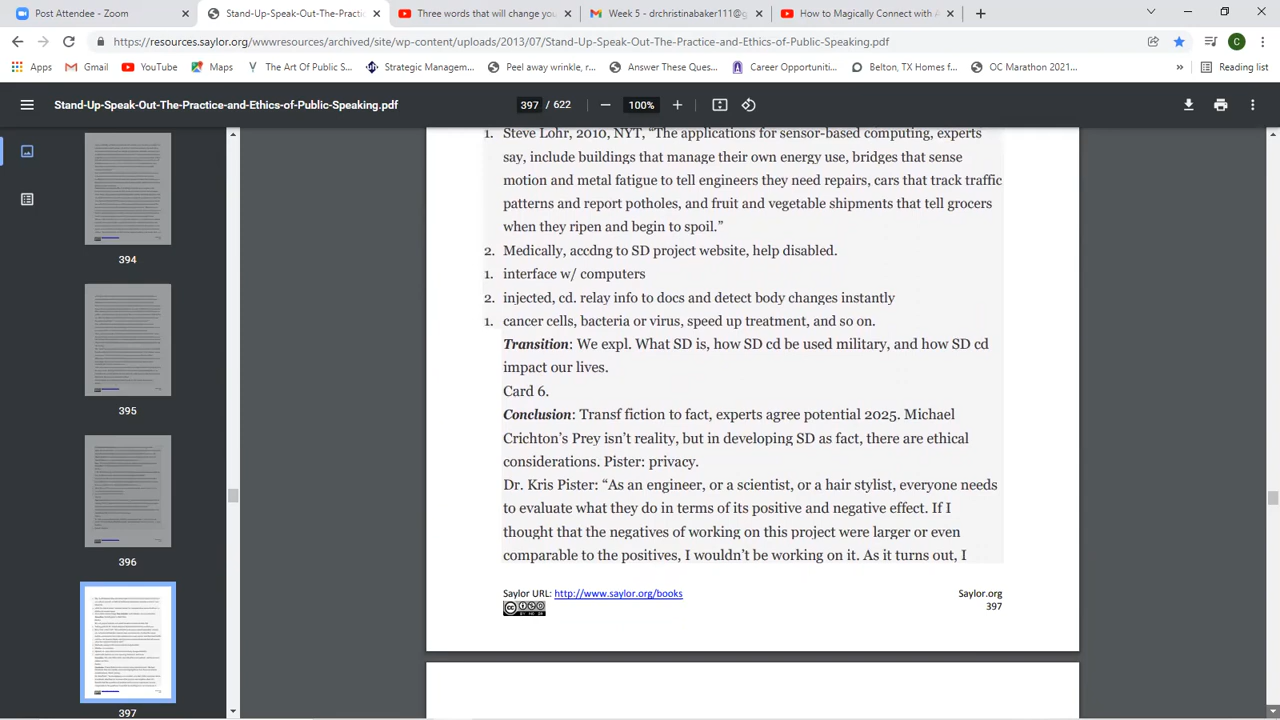 Post Attendee - Zoom
Stand-Up-Speak-Out-The-Practic
Three words that will change you
Week 5 - drchristinabaker111@g
How to Magically Connect with A
https://resources.saylor.org/wwwresources/archived/site/wp-content/uploads/2013/07/Stand-Up-Speak-Out-The-Practice-and-Ethics-of-Public-Speaking.pdf
C
Apps
Gmail
YouTube
Maps
The Art Of Public S...
Strategic Managem...
Peel away wrinkle, r...
Answer These Que...
Career Opportuni...
Belton, TX Homes f...
OC Marathon 2021...
»
Reading list
Stand-Up-Speak-Out-The-Practice-and-Ethics-of-Public-Speaking.pdf
397 / 622
100%
394
395
396
397
1. Steve Lohr, 2010, NYT, “The applications for sensor-based computing, experts
say, include buildings that manage their own energy use, bridges that sense
motion and metal fatigue to tell engineers they need repairs, cars that track traffic
patterns and report potholes, and fruit and vegetable shipments that tell grocers
when they ripen and begin to spoil.”
2. Medically, accdng to SD project website, help disabled.
1. interface w/ computers
2. injected, cd. relay info to docs and detect body changes instantly
1. cancer cells, bacteria or virus, speed up treatment, and so on.
Transition: We expl. What SD is, how SD cd be used military, and how SD cd
impact our lives.
Card 6.
Conclusion: Transf fiction to fact, experts agree potential 2025. Michael
Crichton’s Prey isn’t reality, but in developing SD as fact, there are ethical
considerations. Pister: privacy.
Dr. Kris Pister: “As an engineer, or a scientist, or a hair stylist, everyone needs
to evaluate what they do in terms of its positive and negative effect. If I
thought that the negatives of working on this project were larger or even
comparable to the positives, I wouldn’t be working on it. As it turns out, I
Saylor URL: http://www.saylor.org/books
Saylor.org
397